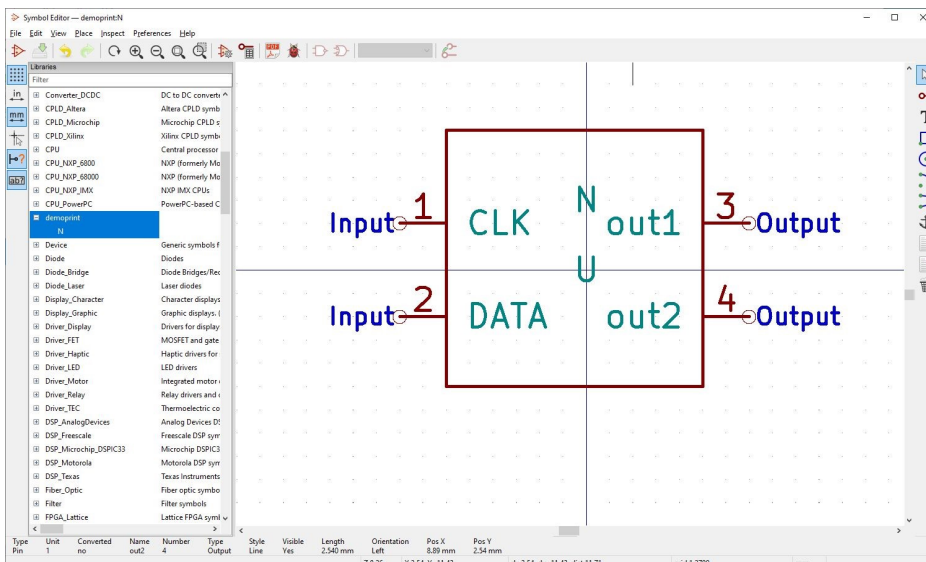 Symbol Editor — demoprint:N
File Edit View Place Inspect Preferences Help
PDF
Libraries
Filter
in
mm
ab?
Converter_DCDC DC to DC converte
CPLD_Altera Altera CPLD symb
CPLD_Microchip Microchip CPLD s
CPLD_Xilinx Xilinx CPLD symb
CPU Central processor
CPU_NXP_6800 NXP (formerly Mo
CPU_NXP_68000 NXP (formerly Mo
CPU_NXP_IMX NXP IMX CPUs
CPU_PowerPC PowerPC-based C
demoprint
N
Device Generic symbols f
Diode Diodes
Diode_Bridge Diode Bridges/Rec
Diode_Laser Laser diodes
Display_Character Character displays
Display_Graphic Graphic displays, (
Driver_Display Drivers for display
Driver_FET MOSFET and gate
Driver_Haptic Haptic drivers for
Driver_LED LED drivers
Driver_Motor Integrated motor
Driver_Relay Relay drivers and
Driver_TEC Thermoelectric co
DSP_AnalogDevices Analog Devices DS
DSP_Freescale Freescale DSP sym
DSP_Microchip_DSPIC33 Microchip DSPIC3
DSP_Motorola Motorola DSP sym
DSP_Texas Texas Instruments
Fiber_Optic Fiber optic symbo
Filter Filter symbols
FPGA_Lattice Lattice FPGA syml
Input 1 CLK N out1 3 Output
U
Input 2 DATA out2 4 Output
Type Unit Converted Name Number Type Style Visible Length Orientation Pos X Pos Y
Pin 1 no out2 4 Output Line Yes 2.540 mm Left 8.89 mm 2.54 mm